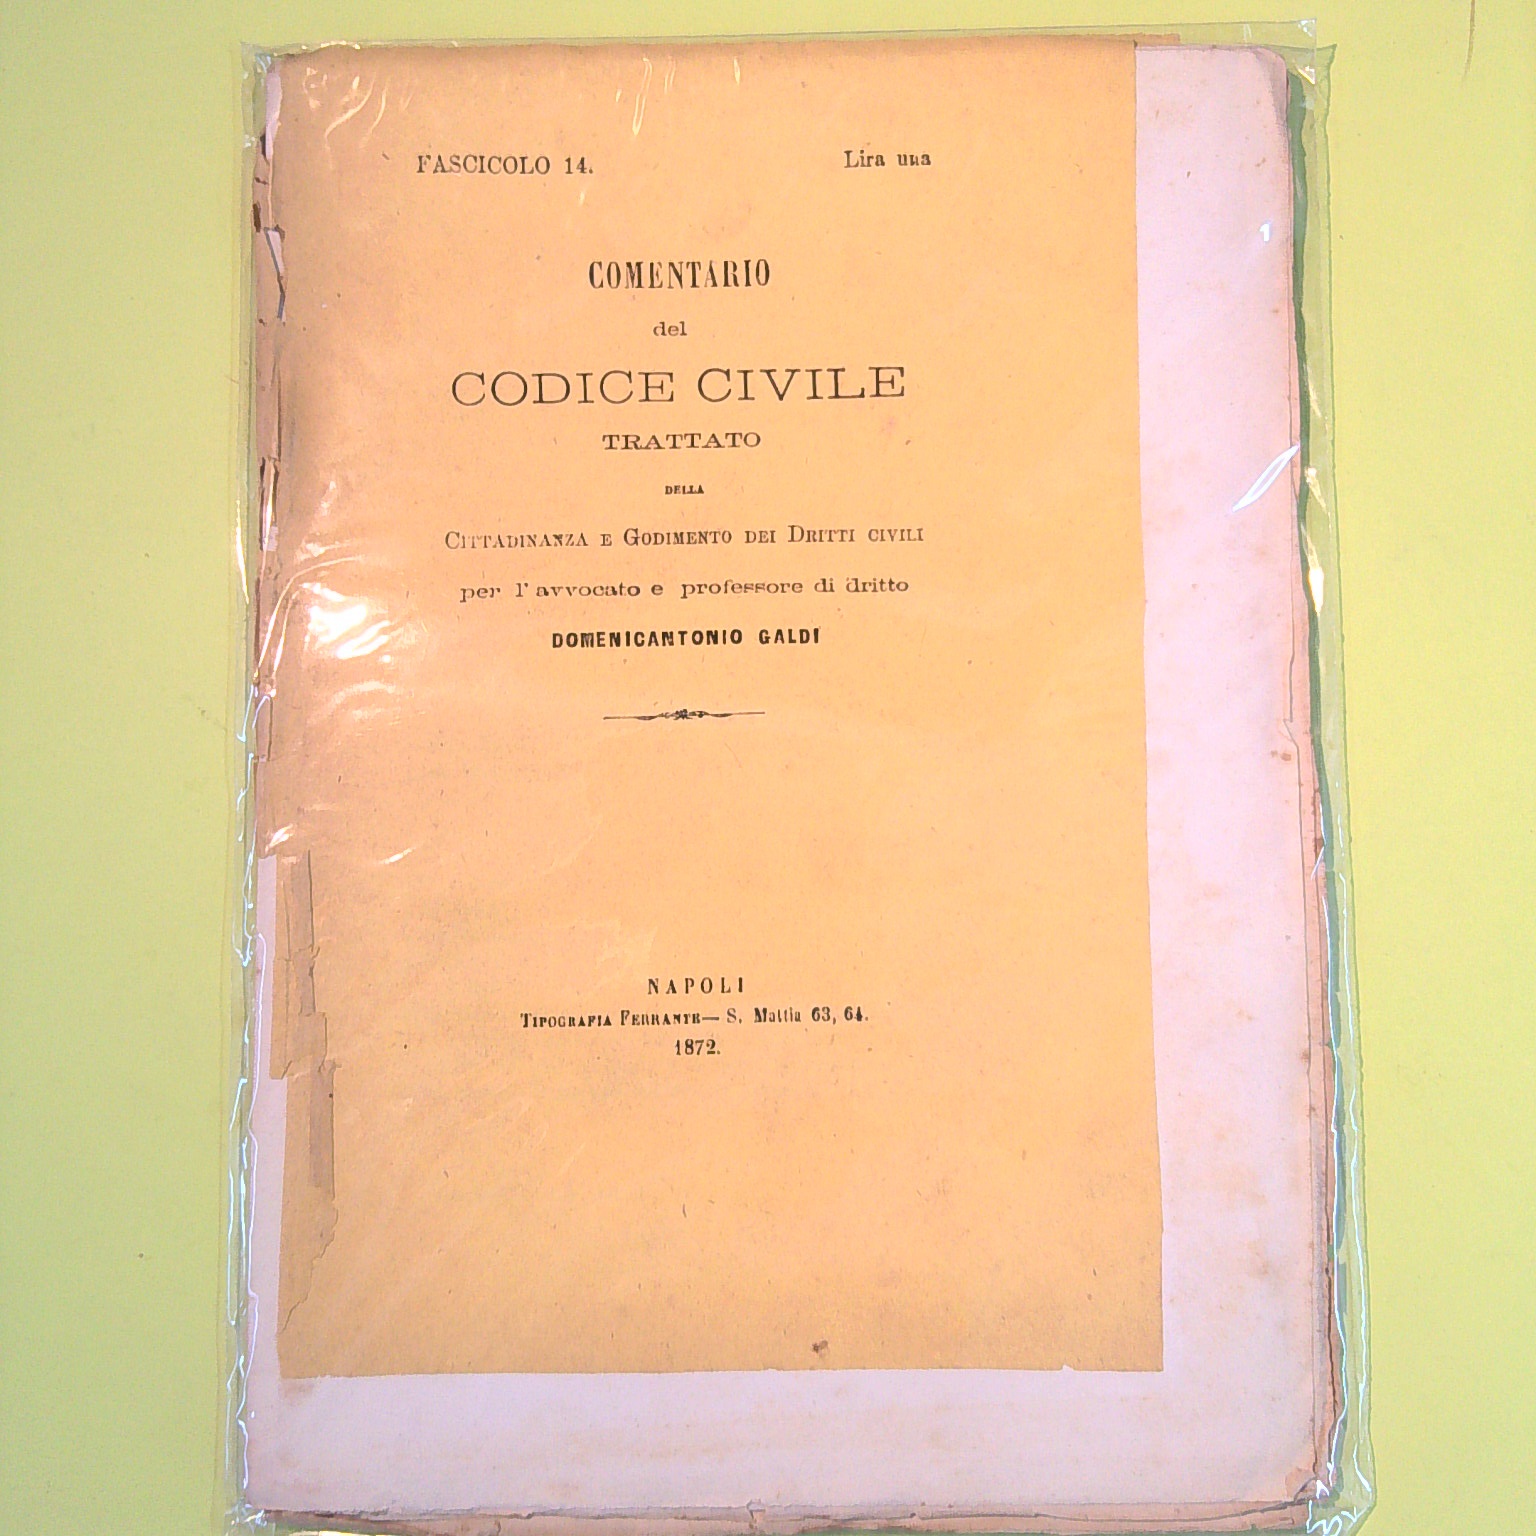 FASCICOLO 14. Lira una
COMENTARIO
del
CODICE CIVILE
TRATTATO
DELLA
CITTADINANZA E GODIMENTO DEI DRITTI CIVILI
per l'avvocato e professore di dritto
DOMENICANTONIO GALDI
NAPOLI
TIPOGRAFIA FERRANTE— S. Mattia 63, 64.
1872.